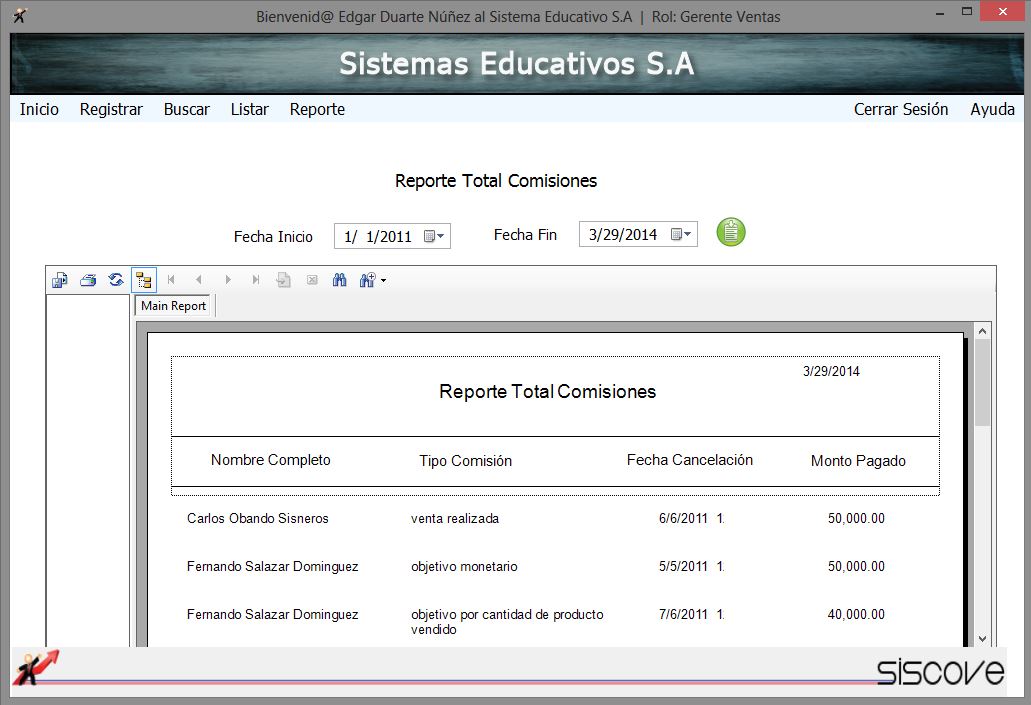 Bienvenid@ Edgar Duarte Núñez al Sistema Educativo S.A | Rol: Gerente Ventas
Sistemas Educativos S.A
Inicio Registrar Buscar Listar Reporte Cerrar Sesión Ayuda
Reporte Total Comisiones
Fecha Inicio 1/ 1/2011 Fecha Fin 3/29/2014
Main Report
3/29/2014
Reporte Total Comisiones
Nombre Completo Tipo Comisión Fecha Cancelación Monto Pagado
Carlos Obando Sisneros venta realizada 6/6/2011 1. 50,000.00
Fernando Salazar Dominguez objetivo monetario 5/5/2011 1. 50,000.00
Fernando Salazar Dominguez objetivo por cantidad de producto 7/6/2011 1. 40,000.00
vendido
siscove